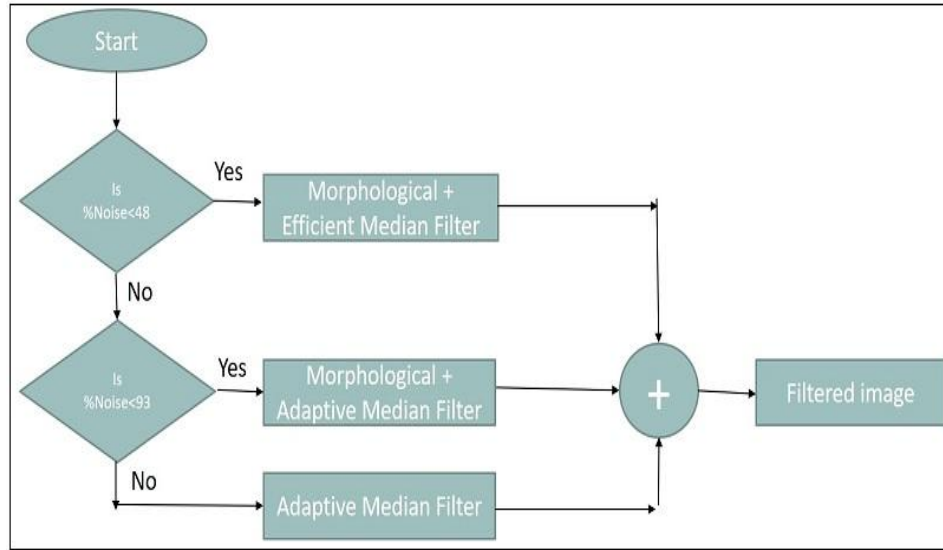 Start
Is
%Noise<48
Yes
Morphological +
Efficient Median Filter
No
Is
%Noise<93
Yes
Morphological +
Adaptive Median Filter
+
Filtered image
No
Adaptive Median Filter